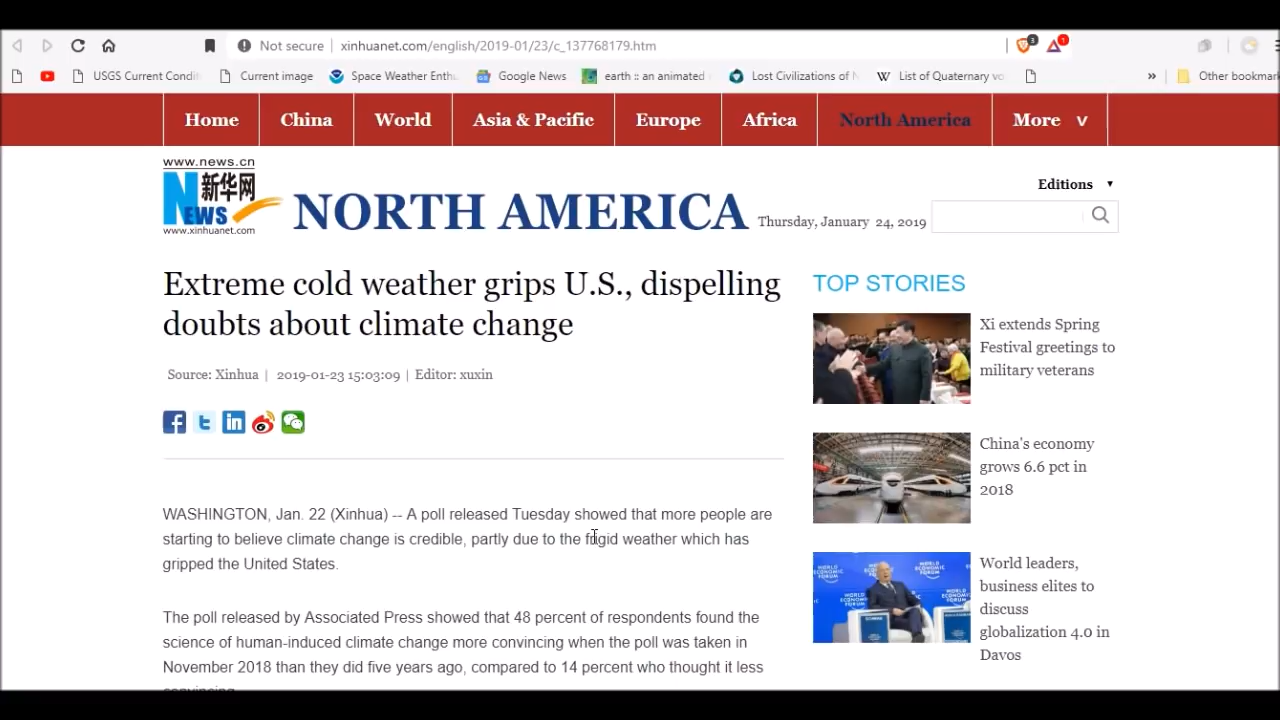 Not secure
xinhuanet.com/english/2019-01/23/c_137768179.htm
3
1
USGS Current Condit
Current image
Space Weather Enthu
Google News
earth :: an animated
Lost Civilizations of N
List of Quaternary vo
»
Other bookmark
Home
China
World
Asia & Pacific
Europe
Africa
North America
More v
www.news.cn
新华网
NEWS
www.xinhuanet.com
NORTH AMERICA
Thursday, January 24, 2019
Editions
Extreme cold weather grips U.S., dispelling
doubts about climate change
Source: Xinhua | 2019-01-23 15:03:09 | Editor: xuxin
WASHINGTON, Jan. 22 (Xinhua) -- A poll released Tuesday showed that more people are
starting to believe climate change is credible, partly due to the frigid weather which has
gripped the United States.
The poll released by Associated Press showed that 48 percent of respondents found the
science of human-induced climate change more convincing when the poll was taken in
November 2018 than they did five years ago, compared to 14 percent who thought it less
convincing.
TOP STORIES
Xi extends Spring
Festival greetings to
military veterans
China's economy
grows 6.6 pct in
2018
WORLD
ECONOMIC
FORUM
World leaders,
business elites to
discuss
globalization 4.0 in
Davos